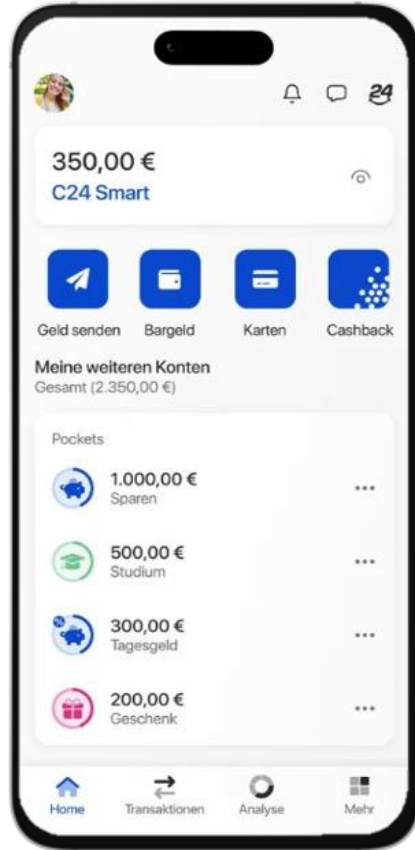 24
350,00 €
C24 Smart
Geld senden
Bargeld
Karten
Cashback
Meine weiteren Konten
Gesamt (2.350,00 €)
Pockets
1.000,00 €
Sparen
500,00 €
Studium
%
300,00 €
Tagesgeld
200,00 €
Geschenk
Home
Transaktionen
Analyse
Mehr